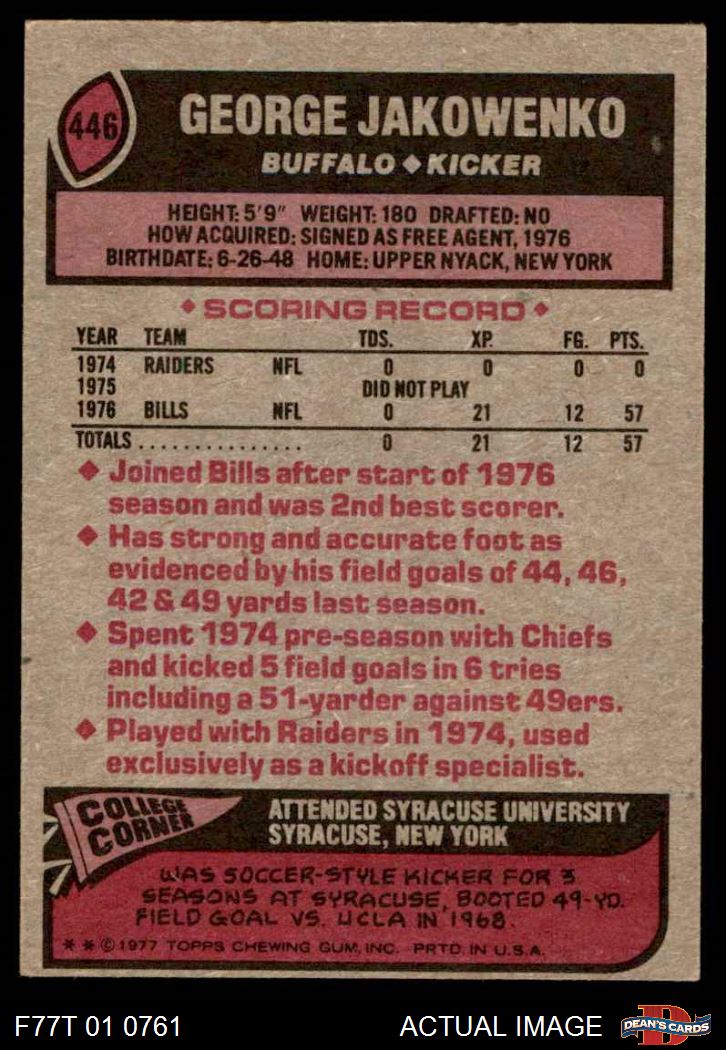 446
GEORGE JAKOWENKO
BUFFALO ◆ KICKER
HEIGHT: 5'9" WEIGHT: 180 DRAFTED: NO
HOW ACQUIRED: SIGNED AS FREE AGENT, 1976
BIRTHDATE: 6-26-48 HOME: UPPER NYACK, NEW YORK
◆ SCORING RECORD ◆
YEAR TEAM TDS. XP. FG. PTS.
1974 RAIDERS NFL 0 0 0 0
1975 DID NOT PLAY
1976 BILLS NFL 0 21 12 57
TOTALS ................ 0 21 12 57
◆ Joined Bills after start of 1976
season and was 2nd best scorer.
◆ Has strong and accurate foot as
evidenced by his field goals of 44, 46,
42 & 49 yards last season.
◆ Spent 1974 pre-season with Chiefs
and kicked 5 field goals in 6 tries
including a 51-yarder against 49ers.
◆ Played with Raiders in 1974, used
exclusively as a kickoff specialist.
COLLEGE
CORNER
ATTENDED SYRACUSE UNIVERSITY
SYRACUSE, NEW YORK
WAS SOCCER-STYLE KICKER FOR 3
SEASONS AT SYRACUSE, BOOTED 49-YD.
FIELD GOAL VS. UCLA IN 1968.
* * © 1977 TOPPS CHEWING GUM, INC. PRTD. IN U.S.A.
F77T 01 0761 ACTUAL IMAGE
D
DEAN'S CARDS